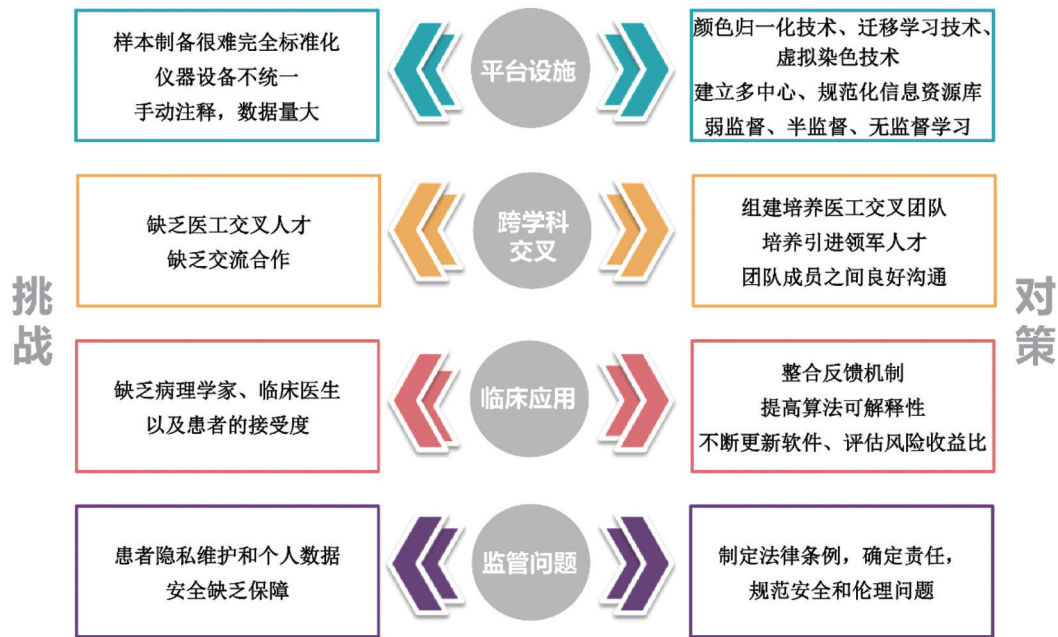 挑战
对策
样本制备很难完全标准化
仪器设备不统一
手动注释，数据量大
平台设施
颜色归一化技术、迁移学习技术、
虚拟染色技术
建立多中心、规范化信息资源库
弱监督、半监督、无监督学习
缺乏医工交叉人才
缺乏交流合作
跨学科
交叉
组建培养医工交叉团队
培养引进领军人才
团队成员之间良好沟通
缺乏病理学家、临床医生
以及患者的接受度
临床应用
整合反馈机制
提高算法可解释性
不断更新软件、评估风险收益比
患者隐私维护和个人数据
安全缺乏保障
监管问题
制定法律条例，确定责任，
规范安全和伦理问题